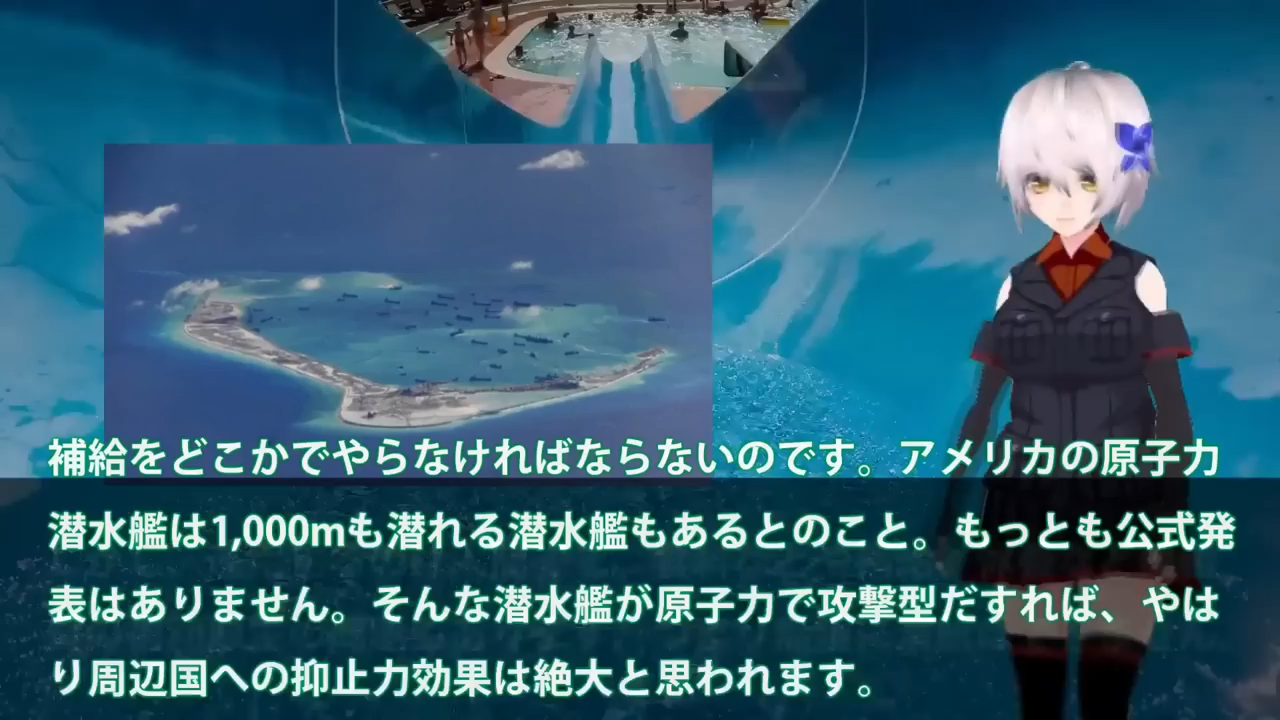 補給をどこかでやらなければならないのです。アメリカの原子力
潜水艦は1,000mも潜れる潜水艦もあるとのこと。もっとも公式発
表はありません。そんな潜水艦が原子力で攻撃型だすれば、やは
り周辺国への抑止力効果は絶大と思われます。